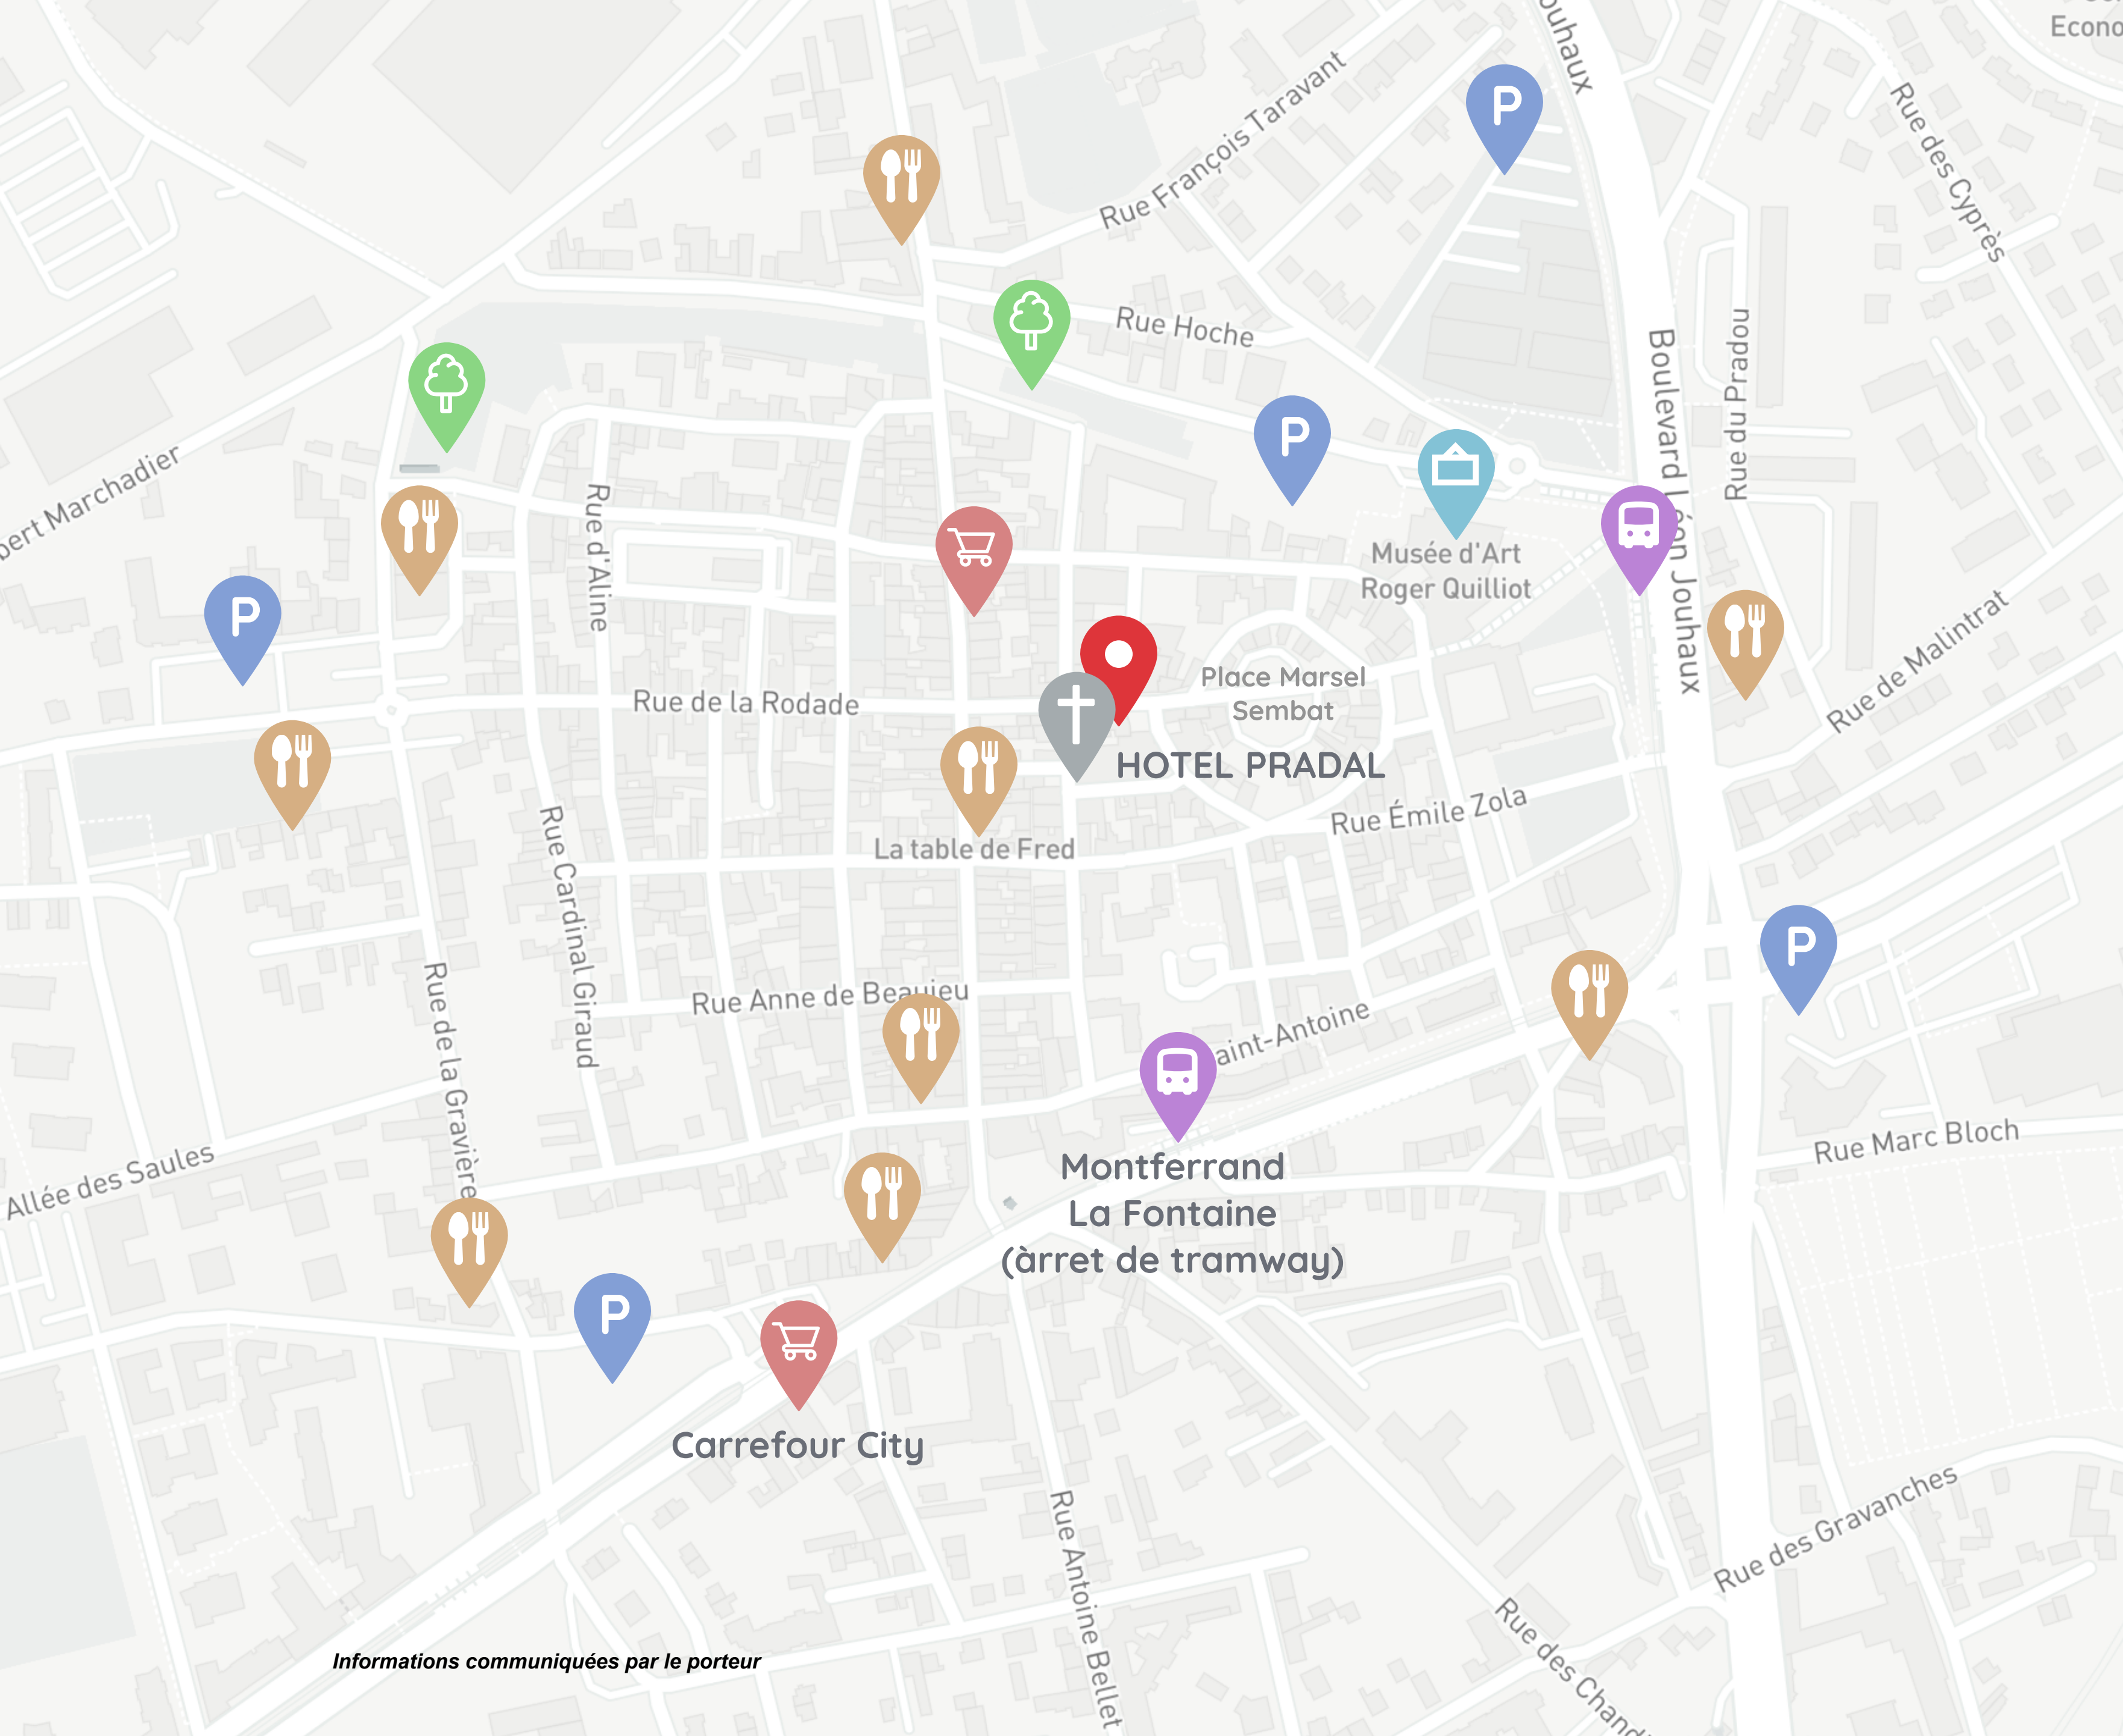 Econo
ouhaux
Rue des Cyprès
Rue François Taravant
P
Rue Hoche
Boulevard Léon Jouhaux
Rue du Prapon
P
bert Marchadier
Rue d'Aline
Musée d'Art
Roger Quilliot
P
Rue de Malintrat
Place Marsel
Sembat
Rue de la Rodade
HOTEL PRADAL
Rue Émile Zola
La table de Fred
Rue Cardinal Giraud
P
Rue Anne de Beaujeu
Rue de la Gravière
aint-Antoine
Rue Marc Bloch
Allée des Saules
Montferrand
La Fontaine
(àrret de tramway)
P
Carrefour City
Rue des Gravanches
Rue Antoine Bellet
Rue des Chand
Informations communiquées par le porteur